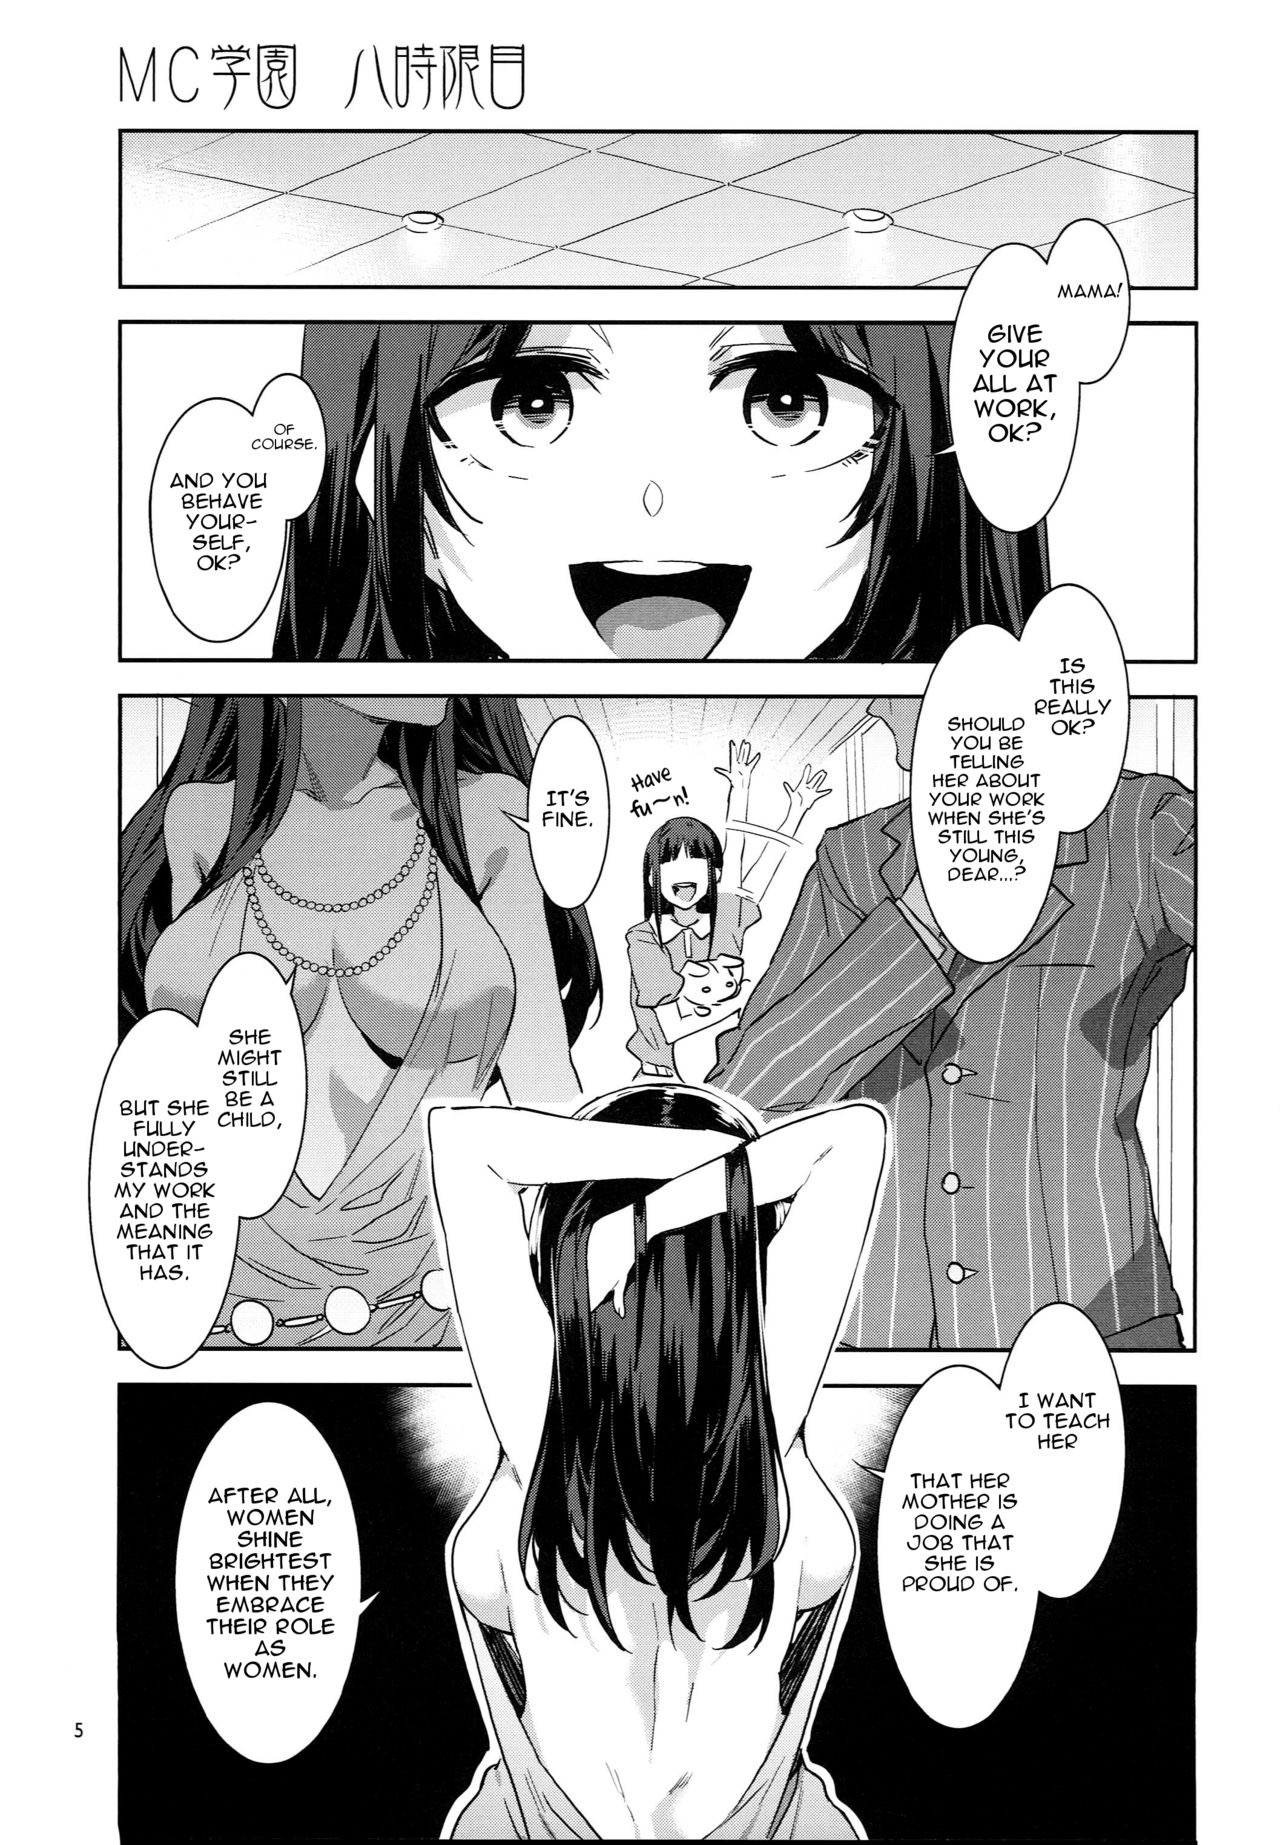 MC学園 八時限目
MAMA!
GIVE
YOUR
ALL AT
WORK,
OK?
OF
COURSE.
AND YOU
BEHAVE
YOUR-
SELF,
OK?
IS
THIS
REALLY
OK?
SHOULD
YOU BE
TELLING
HER ABOUT
YOUR WORK
WHEN SHE'S
STILL THIS
YOUNG,
DEAR...?
Have
fu~n!
IT'S
FINE.
SHE
MIGHT
STILL
BE A
CHILD,
BUT SHE
FULLY
UNDER-
STANDS
MY WORK
AND THE
MEANING
THAT IT
HAS.
I WANT
TO TEACH
HER
THAT HER
MOTHER IS
DOING A
JOB THAT
SHE IS
PROUD OF.
AFTER ALL,
WOMEN
SHINE
BRIGHTEST
WHEN THEY
EMBRACE
THEIR ROLE
AS
WOMEN.
5